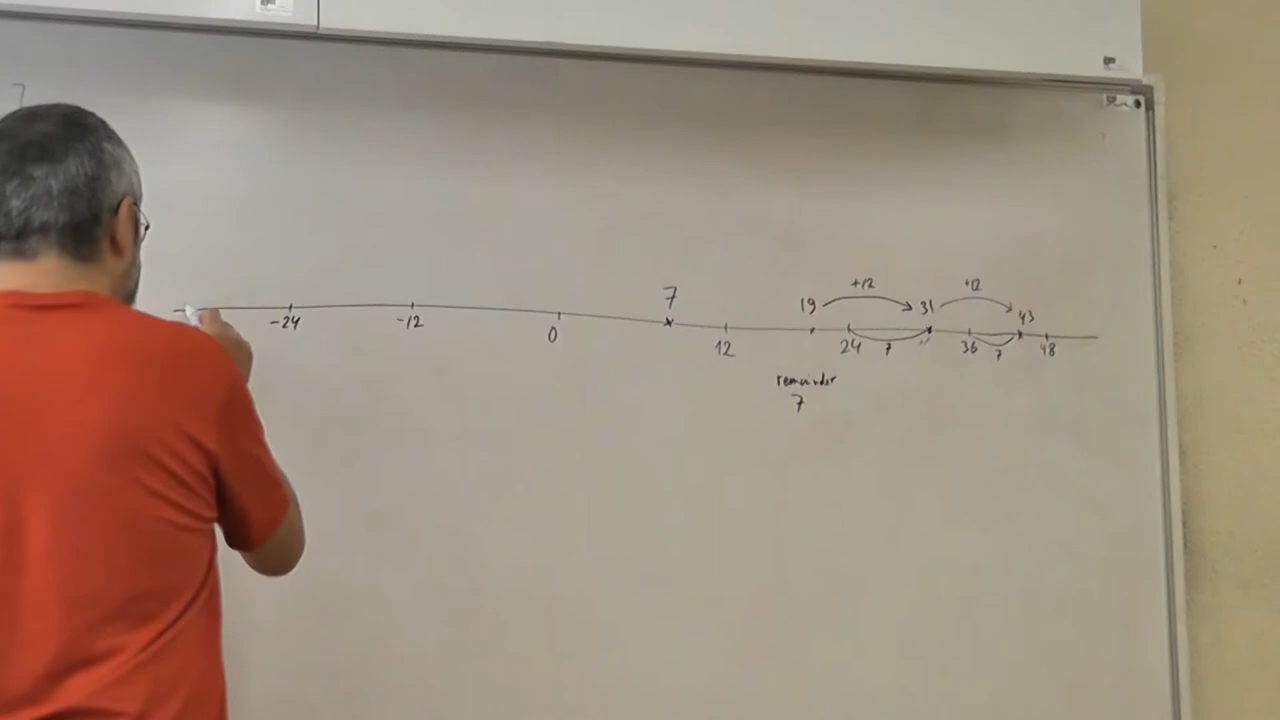 +12 +12
7 19 31 43
-24 -12 0 12 24 7 36 7 48
remainder
7